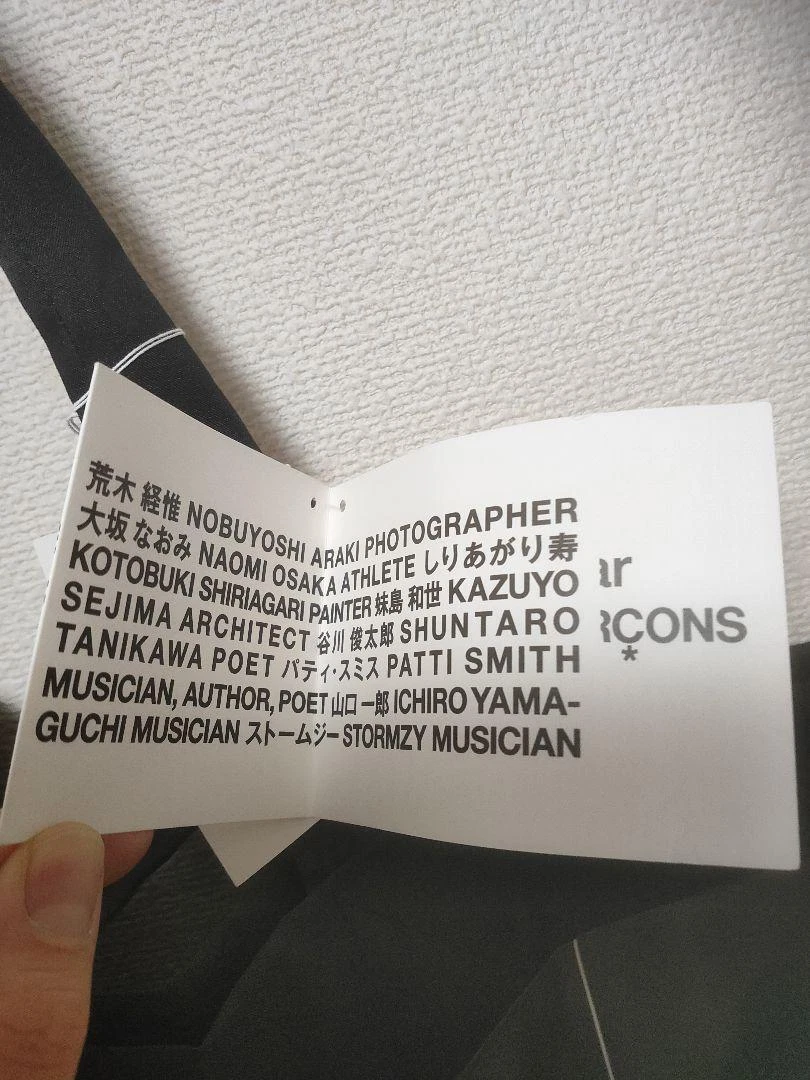 荒木 経惟 NOBUYOSHI ARAKI PHOTOGRAPHER
大坂 なおみ NAOMI OSAKA ATHLETE しりあがり寿
KOTOBUKI SHIRIAGARI PAINTER 妹島 和世 KAZUYO
SEJIMA ARCHITECT 谷川 俊太郎 SHUNTARO
TANIKAWA POET パティ・スミス PATTI SMITH
MUSICIAN, AUTHOR, POET 山口 一郎 ICHIRO YAMA-
GUCHI MUSICIAN ストームジー STORMZY MUSICIAN
ar
RCONS
*